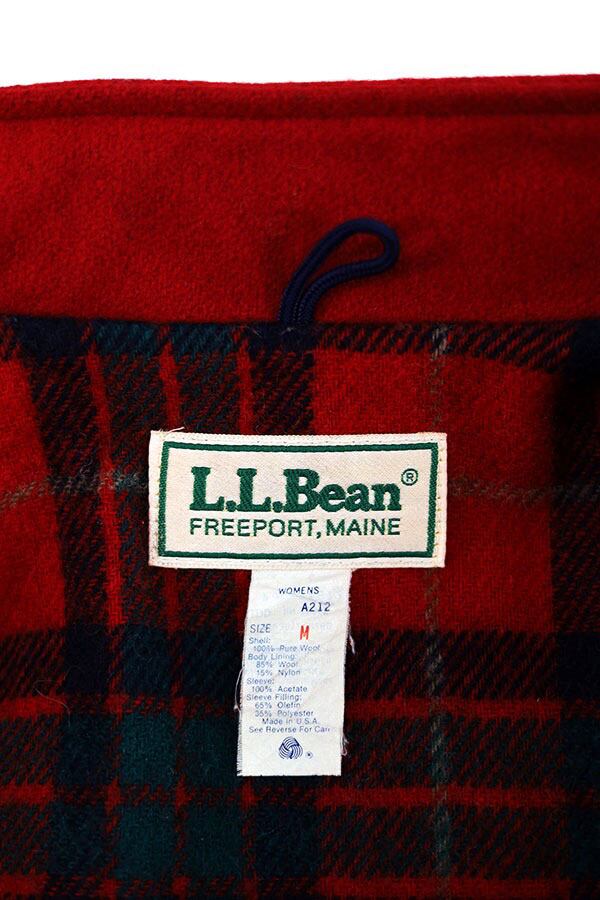 L.L.Bean®
FREEPORT, MAINE
WOMENS
A212
SIZE M
Shell:
100% Pure Wool
Body Lining:
85% Wool
15% Nylon
Sleeve:
100% Acetate
Sleeve Filling:
65% Olefin
35% Polyester
Made in U.S.A.
See Reverse For Care